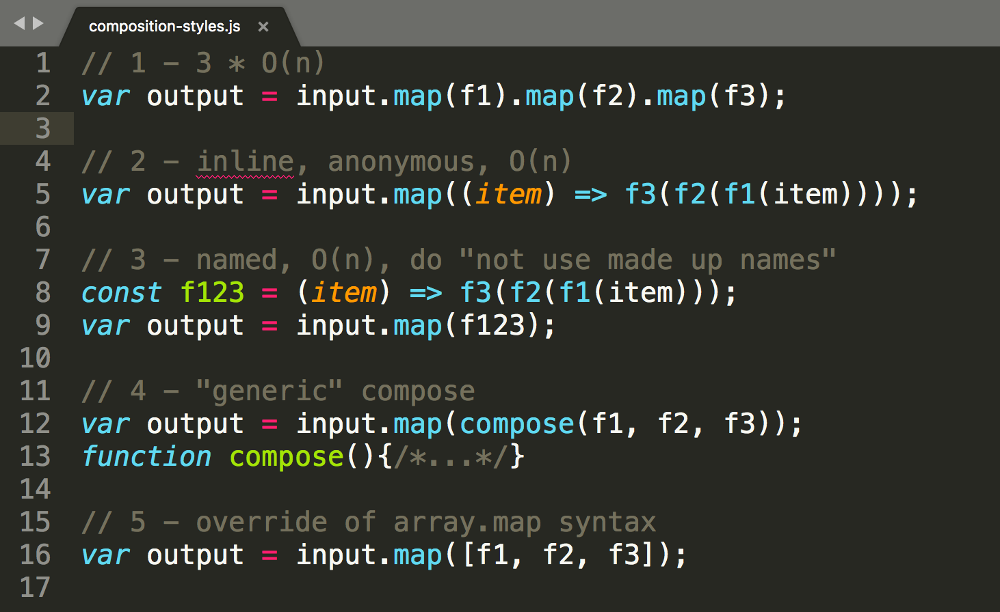 composition-styles.js ×
1 // 1 - 3 * O(n)
2 var output = input.map(f1).map(f2).map(f3);
3
4 // 2 - inline, anonymous, O(n)
5 var output = input.map((item) => f3(f2(f1(item))));
6
7 // 3 - named, O(n), do "not use made up names"
8 const f123 = (item) => f3(f2(f1(item)));
9 var output = input.map(f123);
10
11 // 4 - "generic" compose
12 var output = input.map(compose(f1, f2, f3));
13 function compose(){/*...*/}
14
15 // 5 - override of array.map syntax
16 var output = input.map([f1, f2, f3]);
17